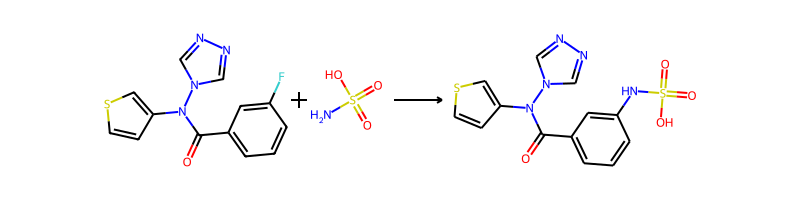 N N N S N O F + HO S O O H2N
N N N S N O HN S O O OH